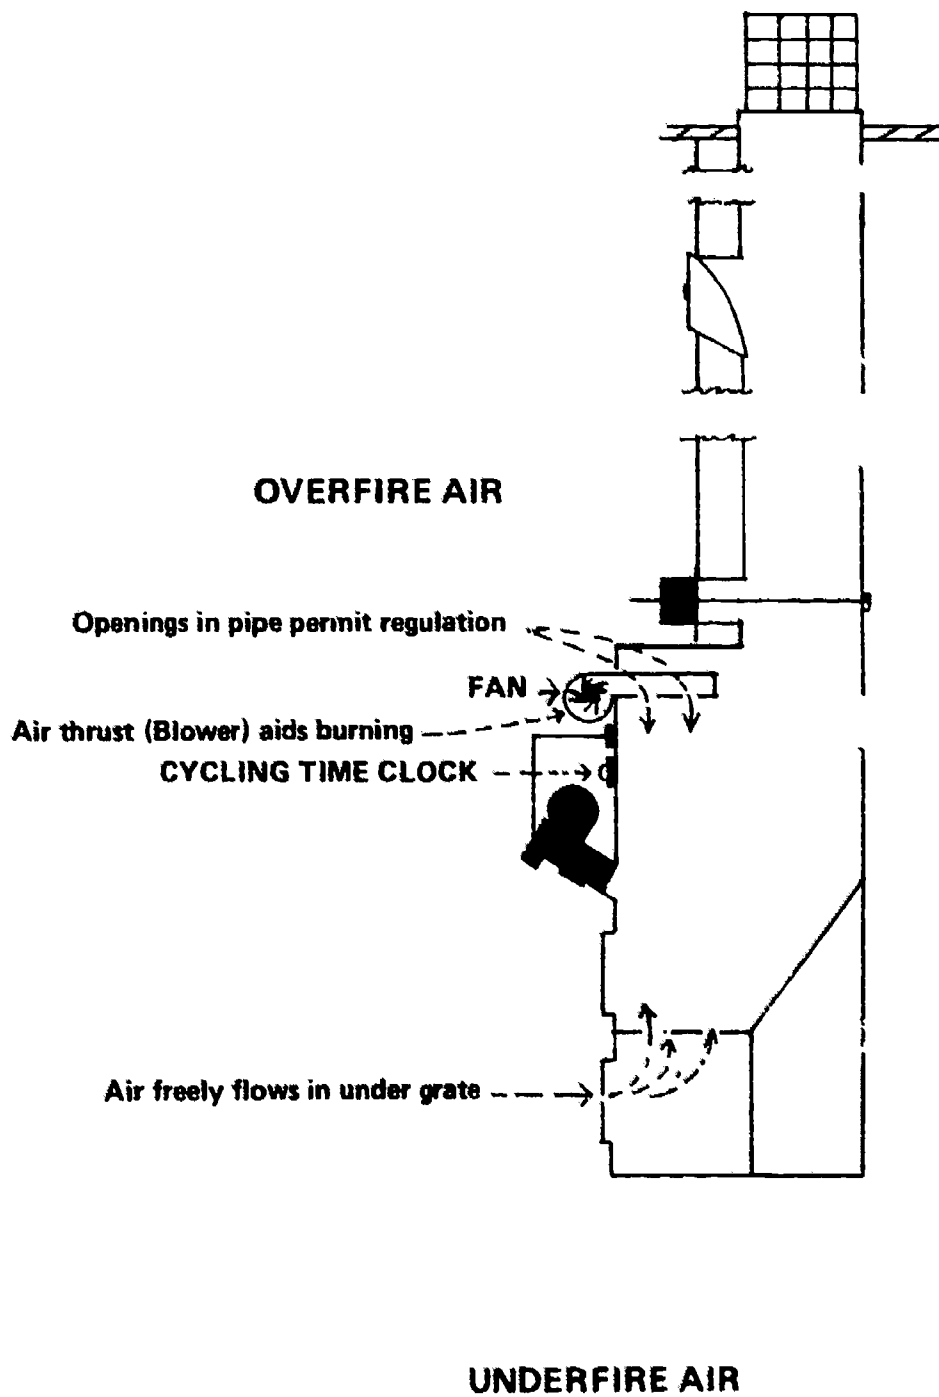 OVERFIRE AIR
Openings in pipe permit regulation
FAN
Air thrust (Blower) aids burning
CYCLING TIME CLOCK
Air freely flows in under grate
UNDERFIRE AIR